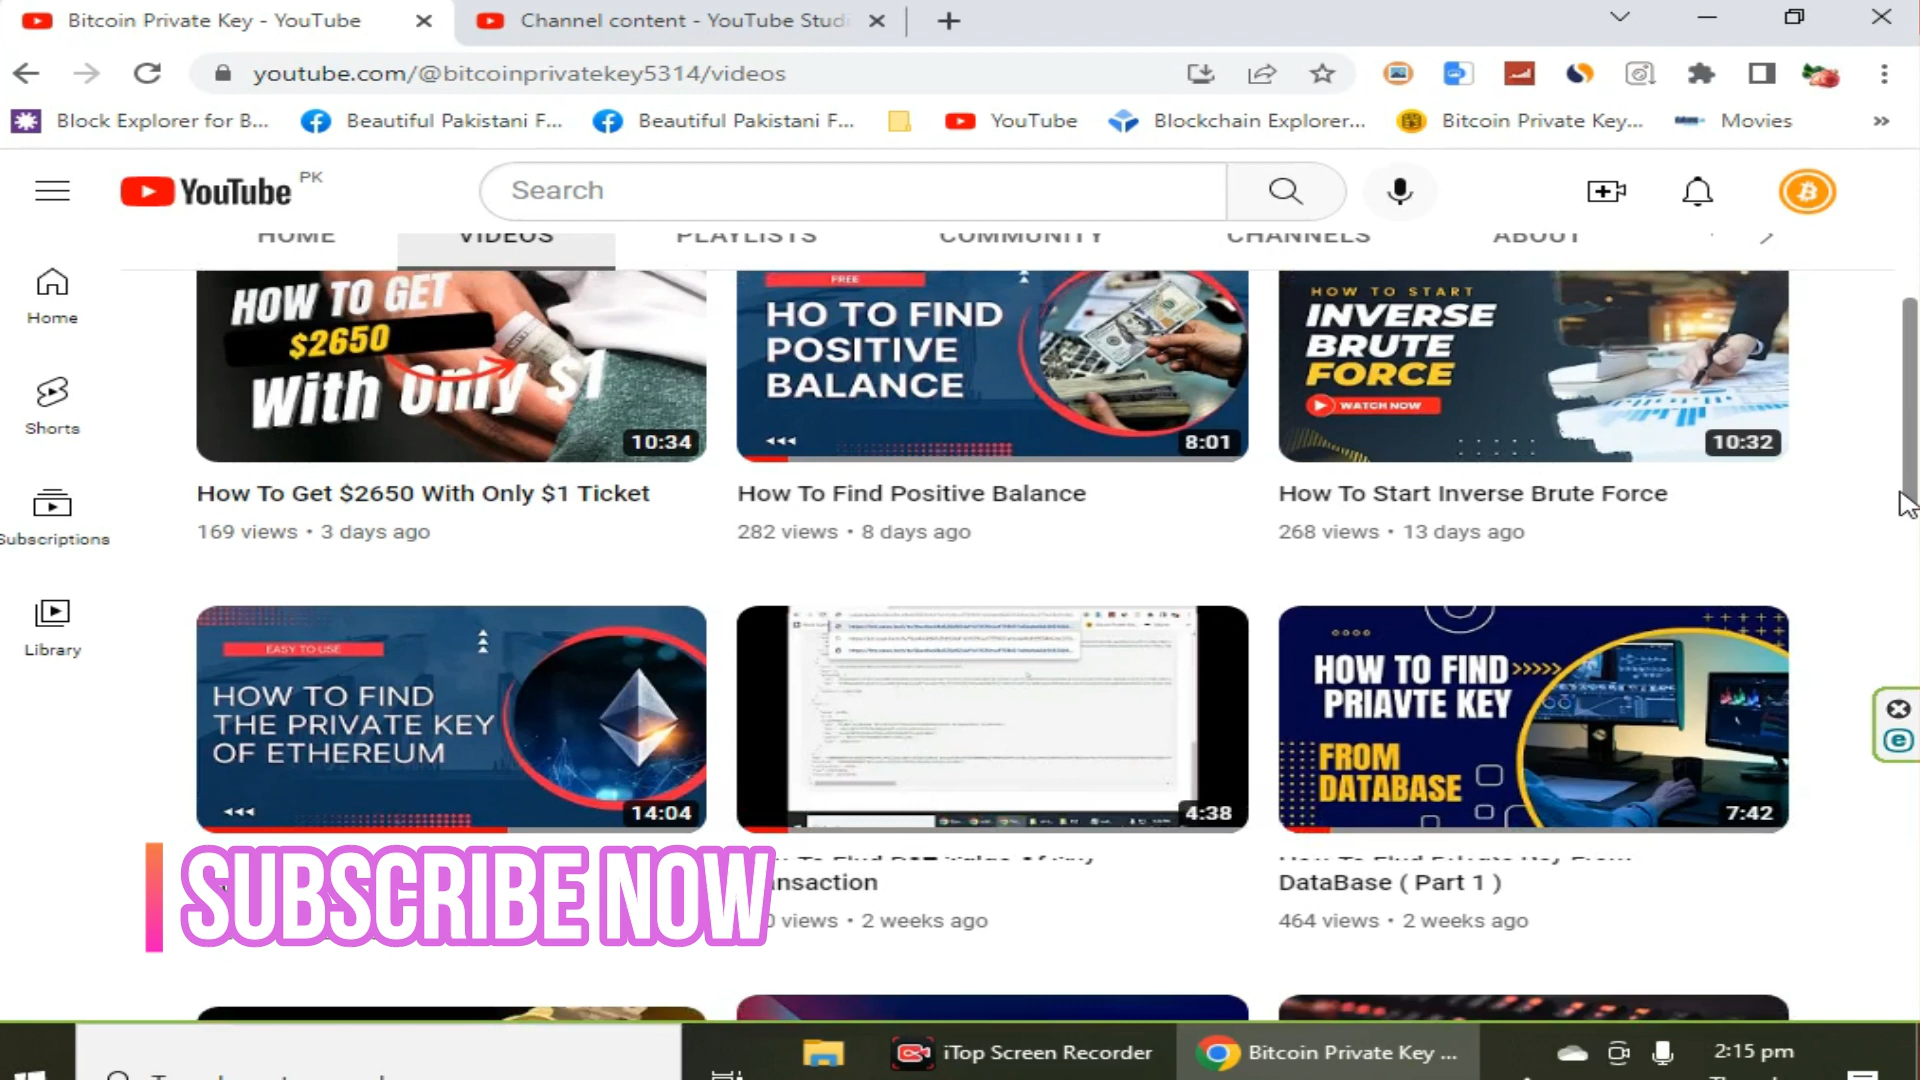 Bitcoin Private Key - YouTube
Channel content - YouTube Studi
youtube.com/@bitcoinprivatekey5314/videos
Block Explorer for B...
Beautiful Pakistani F...
Beautiful Pakistani F...
YouTube
Blockchain Explorer...
Bitcoin Private Key...
Movies
YouTube
PK
Search
HOME
VIDEOS
PLAYLISTS
COMMUNITY
CHANNELS
ABOUT
Home
Shorts
Subscriptions
Library
HOW TO GET
$2650
With Only $1
10:34
FREE
HO TO FIND
POSITIVE
BALANCE
8:01
HOW TO START
INVERSE
BRUTE
FORCE
WATCH NOW
10:32
How To Get $2650 With Only $1 Ticket
169 views • 3 days ago
How To Find Positive Balance
282 views • 8 days ago
How To Start Inverse Brute Force
268 views • 13 days ago
EASY TO USE
HOW TO FIND
THE PRIVATE KEY
OF ETHEREUM
14:04
4:38
HOW TO FIND
PRIAVTE KEY
FROM
DATABASE
7:42
nsaction
views • 2 weeks ago
How To Find Private Key From
DataBase ( Part 1 )
464 views • 2 weeks ago
SUBSCRIBE NOW
iTop Screen Recorder
Bitcoin Private Key ...
2:15 pm